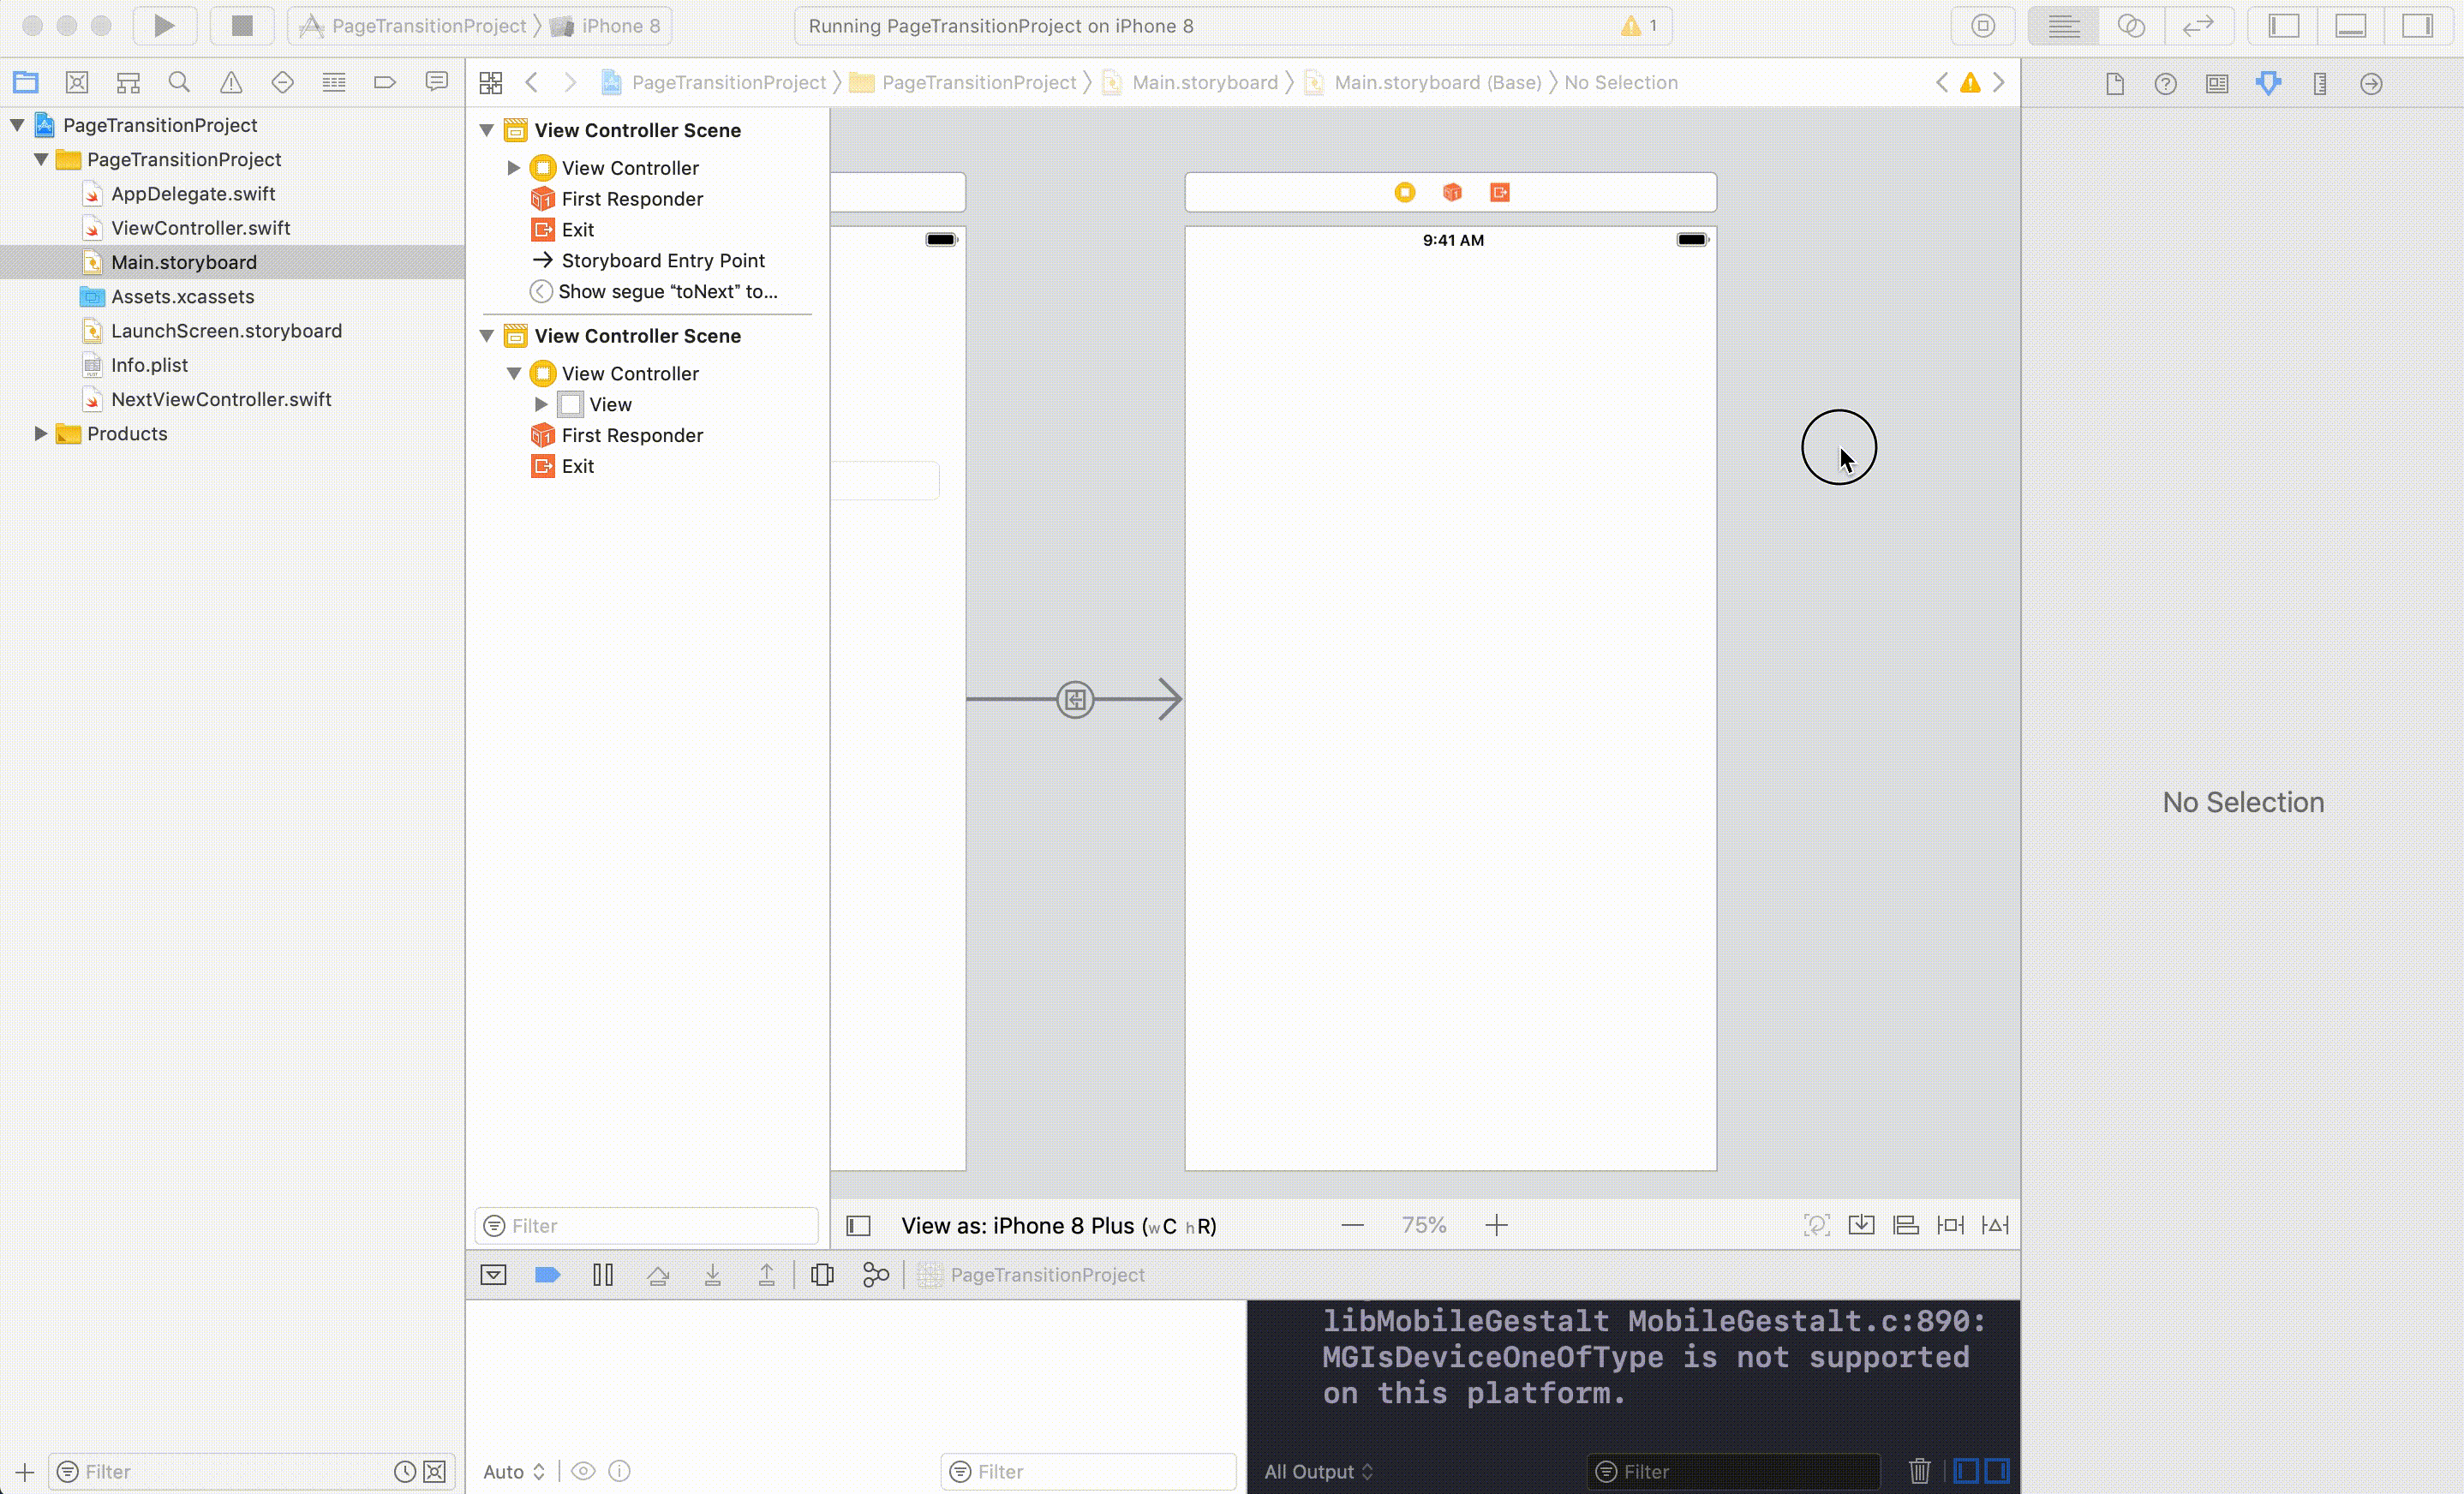 PageTransitionProject 〉 iPhone 8
Running PageTransitionProject on iPhone 8
1
PageTransitionProject 〉 PageTransitionProject 〉 Main.storyboard 〉 Main.storyboard (Base) 〉 No Selection
PageTransitionProject
PageTransitionProject
AppDelegate.swift
ViewController.swift
Main.storyboard
Assets.xcassets
LaunchScreen.storyboard
Info.plist
NextViewController.swift
Products
View Controller Scene
View Controller
First Responder
Exit
Storyboard Entry Point
Show segue “toNext” to...
View Controller Scene
View Controller
View
First Responder
Exit
9:41 AM
No Selection
Filter
View as: iPhone 8 Plus (wC hR)
75%
PageTransitionProject
libMobileGestalt MobileGestalt.c:890:
MGIsDeviceOneOfType is not supported
on this platform.
Filter
Auto
Filter
All Output
Filter